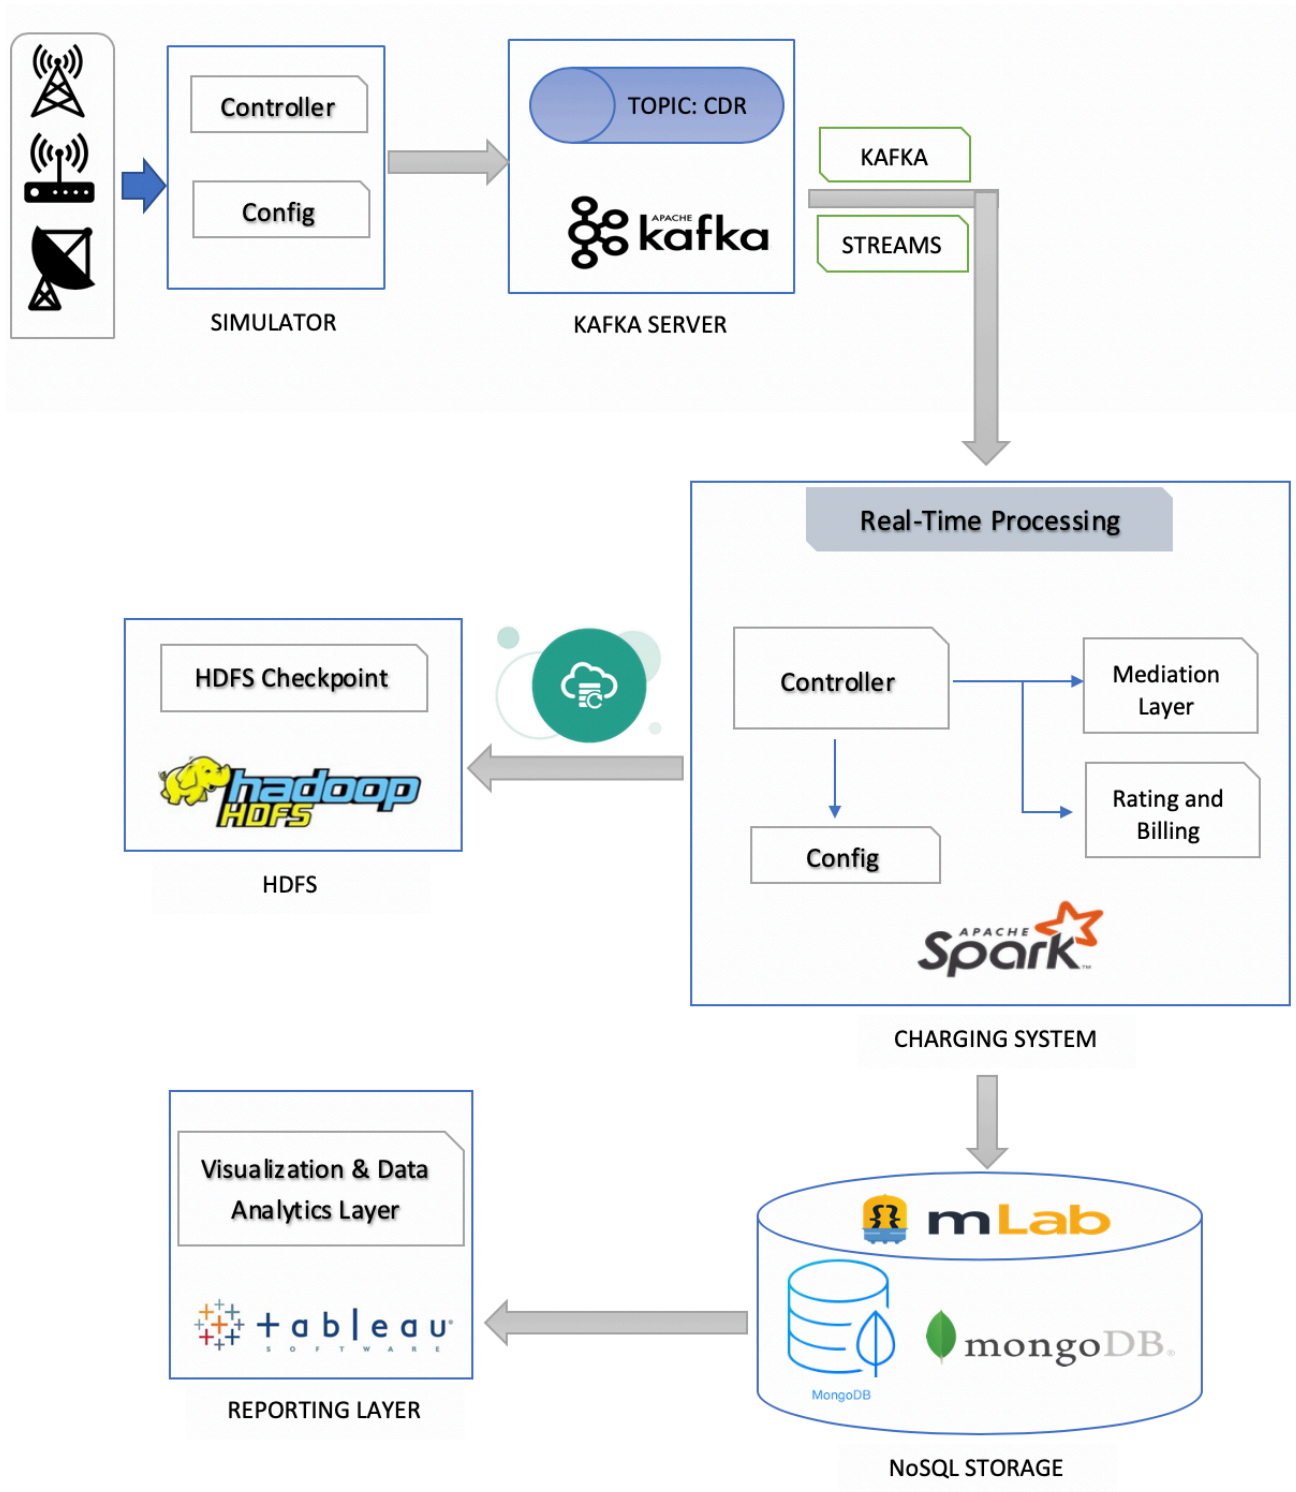 Controller
Config
SIMULATOR
TOPIC: CDR
APACHE
kafka
KAFKA SERVER
KAFKA
STREAMS
Real-Time Processing
Controller
Mediation
Layer
Rating and
Billing
Config
APACHE
Spark™
CHARGING SYSTEM
HDFS Checkpoint
hadoop
HDFS
HDFS
mLab
MongoDB
mongoDB®
NoSQL STORAGE
Visualization & Data
Analytics Layer
+ableau®
SOFTWARE
REPORTING LAYER